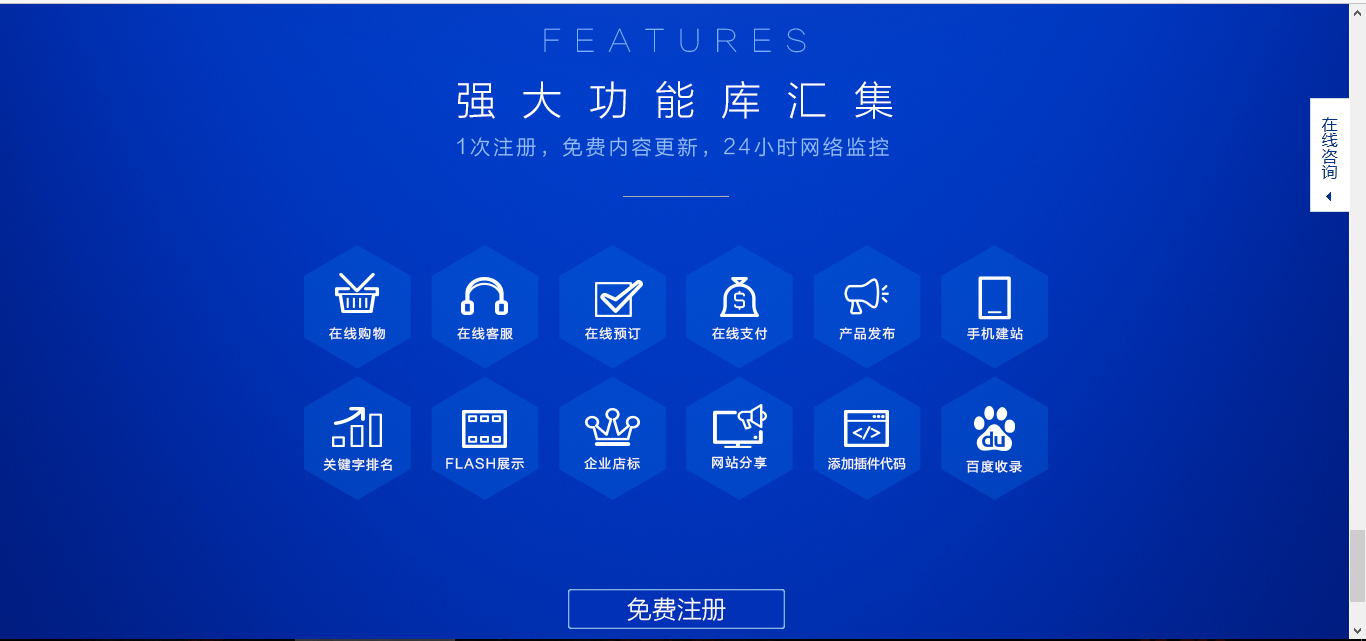 FEATURES
强大功能库汇集
1次注册，免费内容更新，24小时网络监控
在线咨询
$
在线购物
在线客服
在线预订
在线支付
产品发布
手机建站
</>
du
关键字排名
FLASH展示
企业店标
网站分享
添加插件代码
百度收录
免费注册